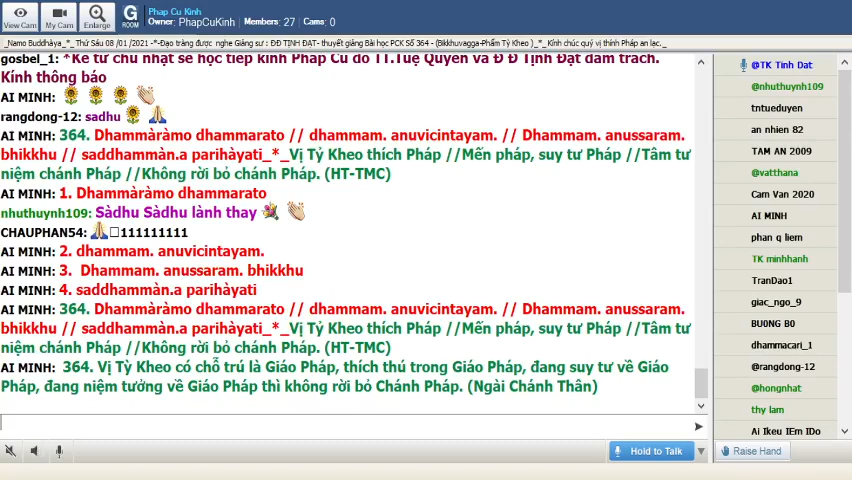 Phap Cu Kinh
Owner: PhapCuKinh Members: 27 Cams: 0
View Cam My Cam Enlarge G ROOM
_Namo Buddhàya_*_ Thứ Sáu 08 /01 /2021 -*-Đạo tràng được nghe Giảng sư : ĐĐ TỊNH ĐẠT- thuyết giảng Bài học PCK Số 364 - (Bikkhuvagga-Phẩm Tỳ Kheo )_*_ Kính chúc quý vị thính Pháp an lạc._
gosbel_1: *Kể từ chủ nhật sẽ học tiếp kinh Pháp Cú do TT.Tuệ Quyền và Đ Đ Tịnh Đạt đảm trách.
Kính thông báo
AI MINH:
rangdong-12: sadhu
AI MINH: 364. Dhammàràmo dhammarato // dhammam. anuvicintayam. // Dhammam. anussaram.
bhikkhu // saddhammàn.a parihàyati_*_Vị Tỷ Kheo thích Pháp //Mến pháp, suy tư Pháp //Tâm tư
niệm chánh Pháp //Không rời bỏ chánh Pháp. (HT-TMC)
AI MINH: 1. Dhammàràmo dhammarato
nhuthuynh109: Sàdhu Sàdhu lành thay
CHAUPHAN54: 111111111
AI MINH: 2. dhammam. anuvicintayam.
AI MINH: 3. Dhammam. anussaram. bhikkhu
AI MINH: 4. saddhammàn.a parihàyati
AI MINH: 364. Dhammàràmo dhammarato // dhammam. anuvicintayam. // Dhammam. anussaram.
bhikkhu // saddhammàn.a parihàyati_*_Vị Tỷ Kheo thích Pháp //Mến pháp, suy tư Pháp //Tâm tư
niệm chánh Pháp //Không rời bỏ chánh Pháp. (HT-TMC)
AI MINH: 364. Vị Tỳ Kheo có chỗ trú là Giáo Pháp, thích thú trong Giáo Pháp, đang suy tư về Giáo
Pháp, đang niệm tưởng về Giáo Pháp thì không rời bỏ Chánh Pháp. (Ngài Chánh Thân)
Hold to Talk
@TK Tinh Dat
@nhuthuynh109
tntueduyen
an nhien 82
TAM AN 2009
@vatthana
Cam Van 2020
AI MINH
phan q liem
TK minhhanh
TranDao1
giac_ngo_9
BU0NG B0
dhammacari_1
@rangdong-12
@hongnhat
thy lam
Ai Ikeu IEm IDo
Raise Hand